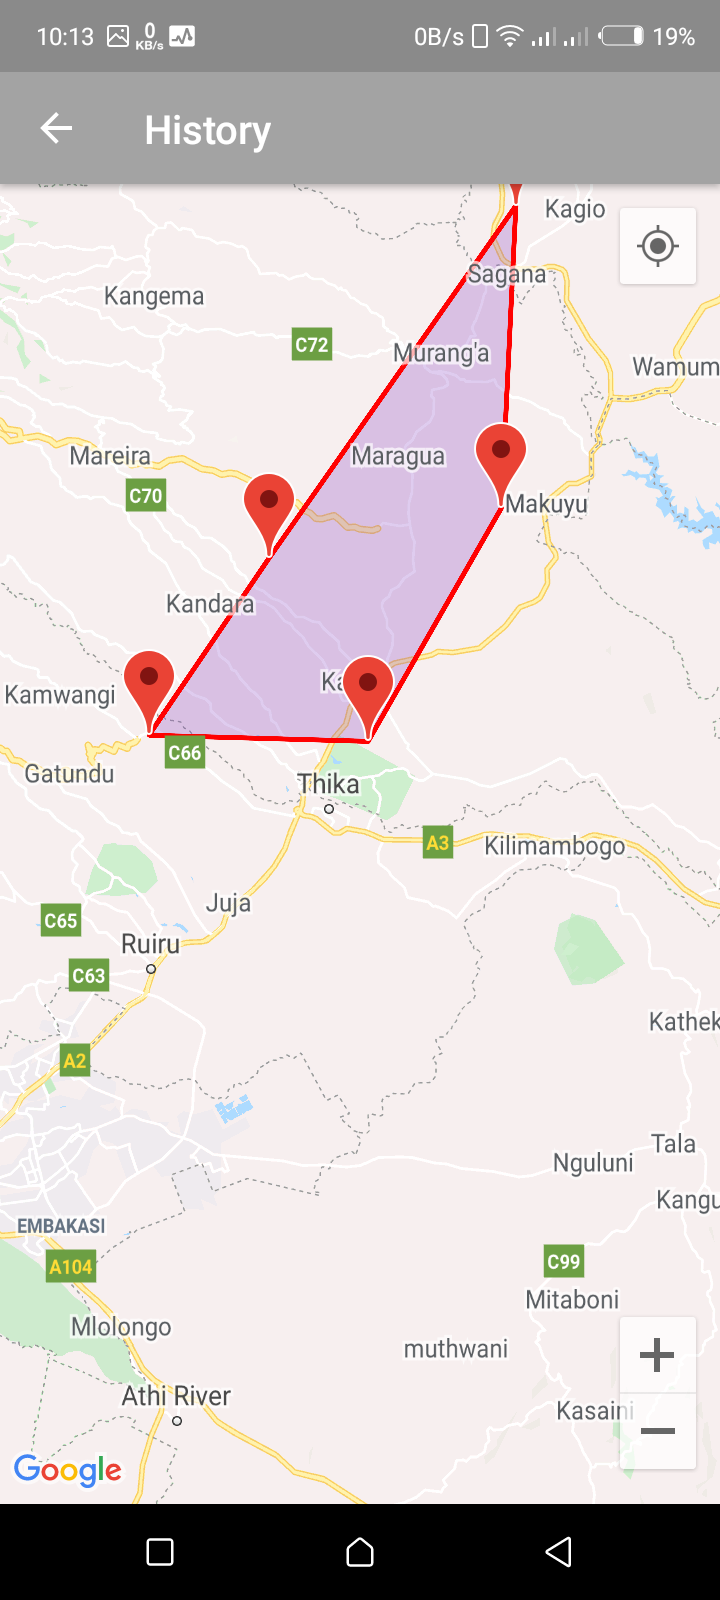 10:13 0 KB/s 0B/s 19%
History
Kagio
Sagana
Kangema
C72
Murang'a
Wamum
Mareira
Maragua
C70
Makuyu
Kandara
Ka
Kamwangi
C66
Gatundu
Thika
A3
Kilimambogo
Juja
C65
Ruiru
C63
Kathek
A2
Tala
Nguluni
Kangu
EMBAKASI
C99
A104
Mitaboni
Mlolongo
muthwani
Athi River
Kasaini
Google